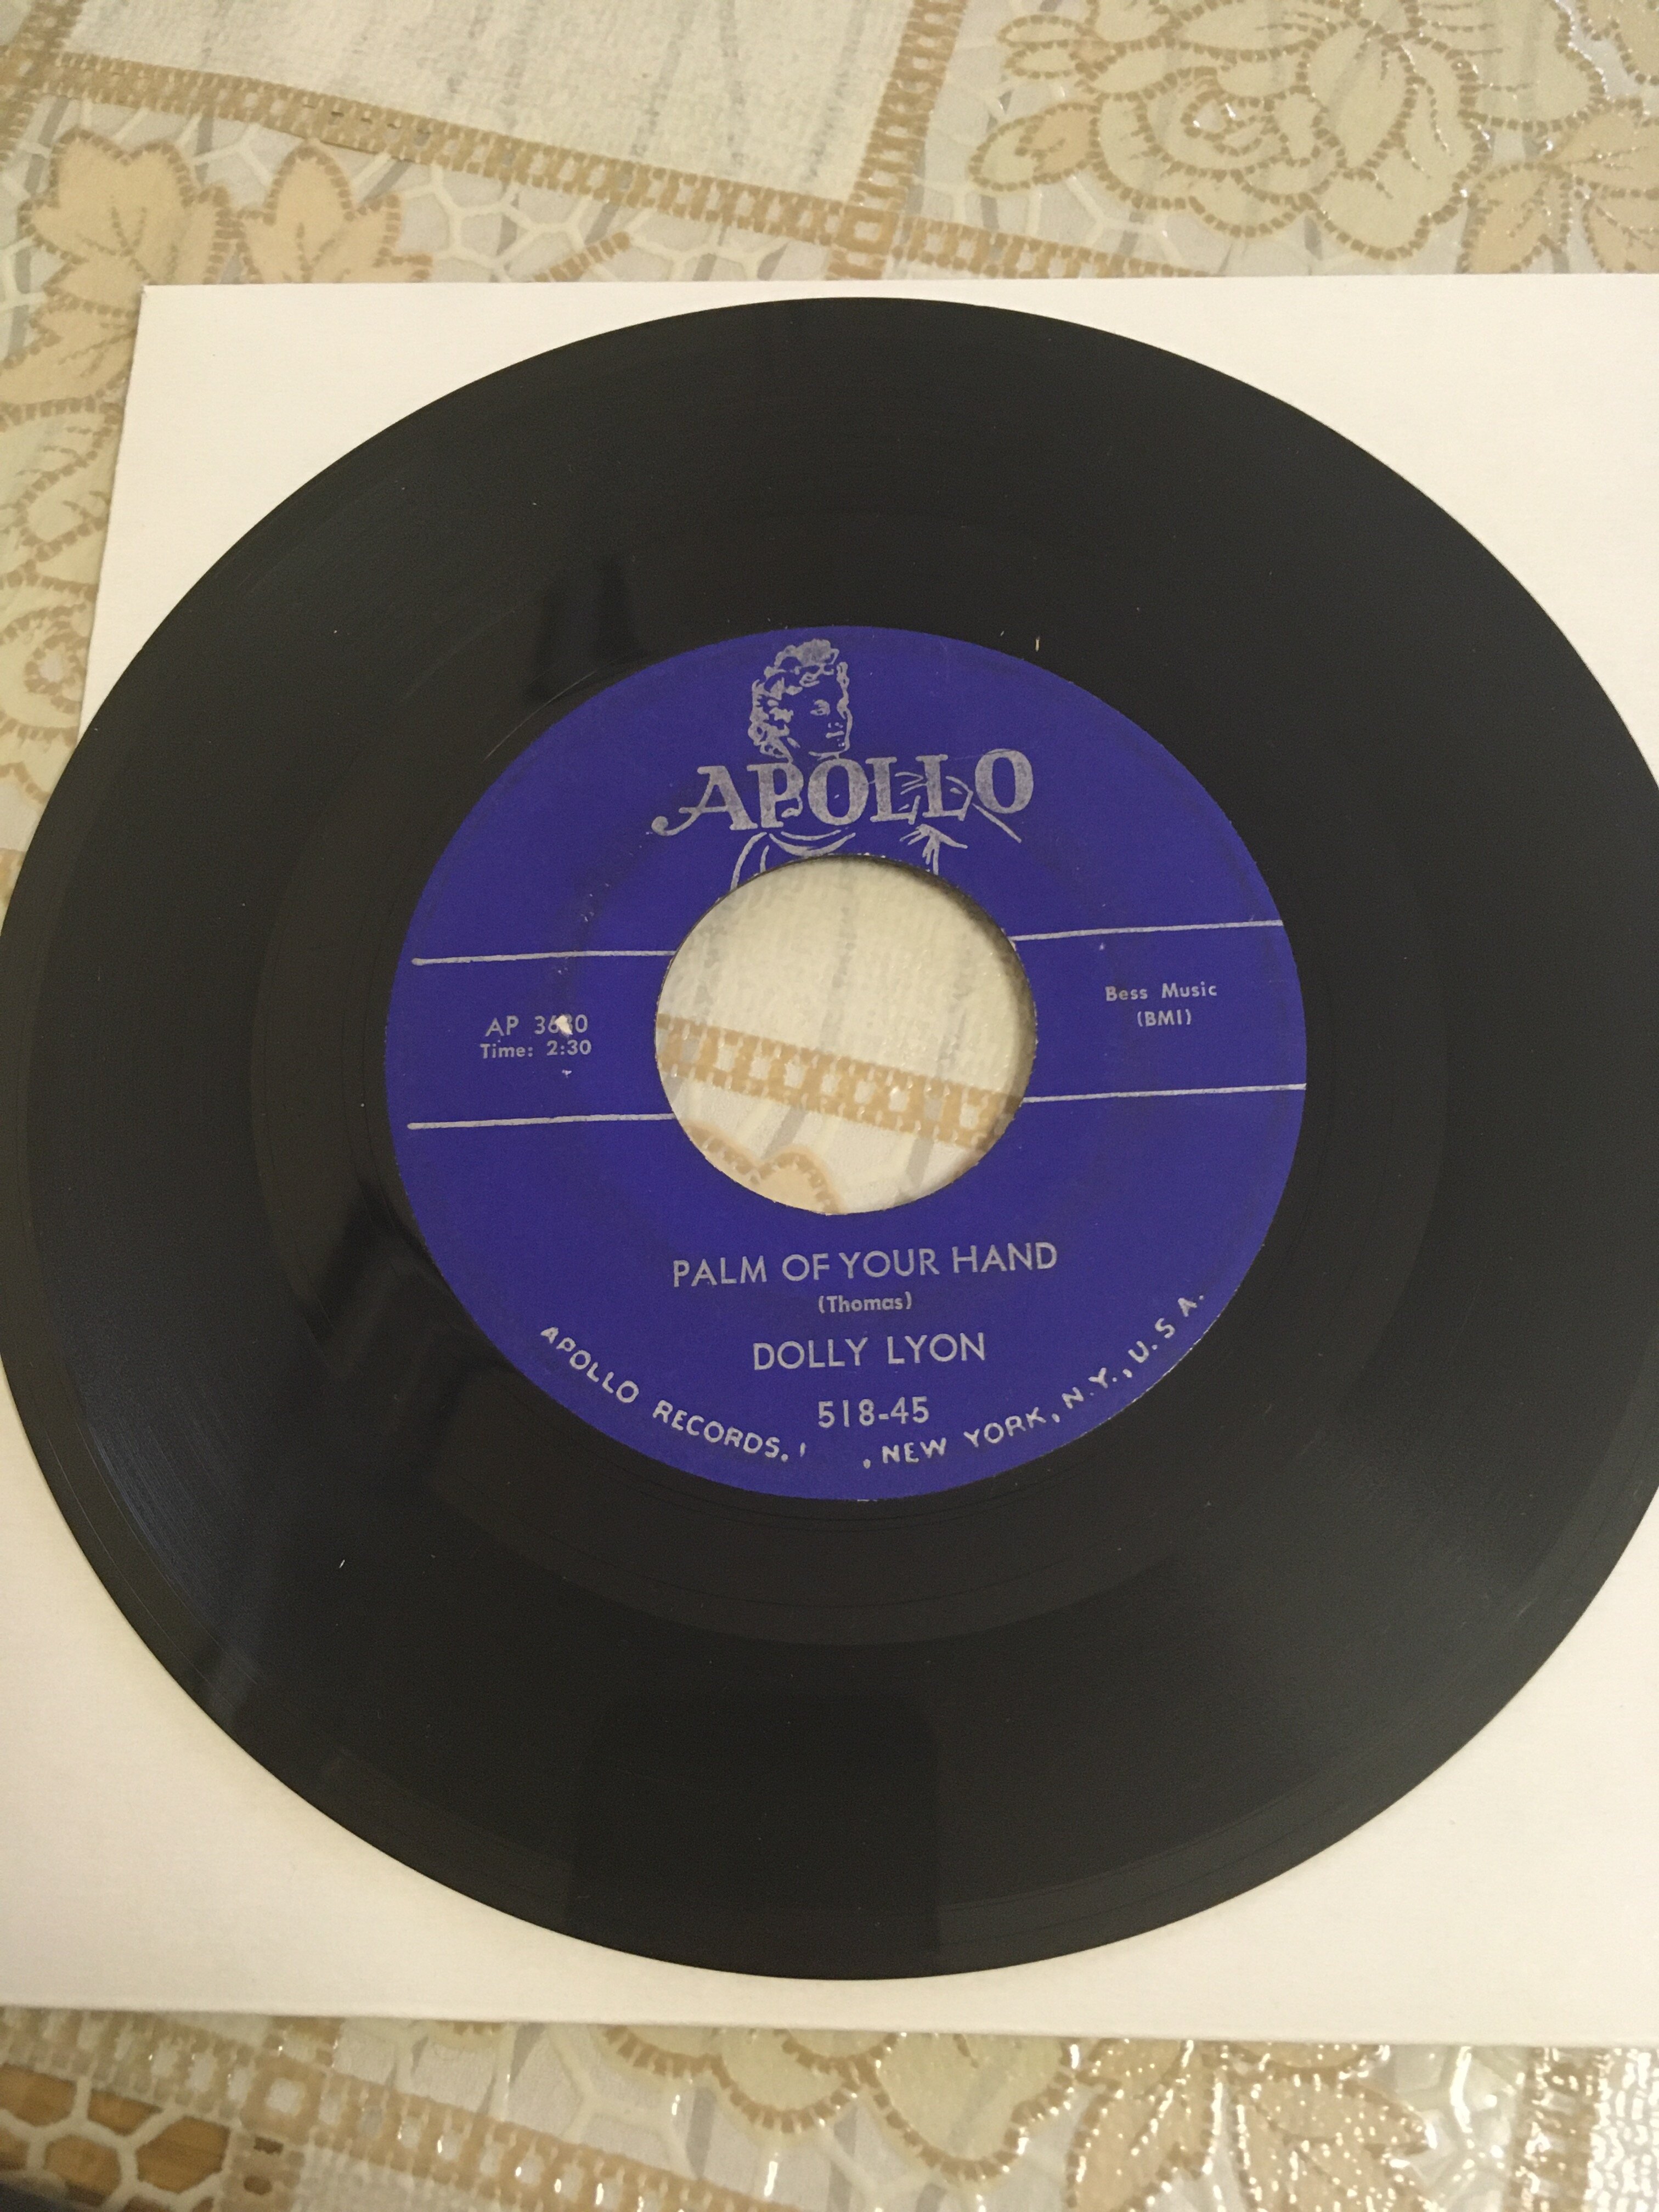 APOLLO
AP
Time: 2:30
Bess Music
(BMI)
PALM OF YOUR HAND
(Thomas)
DOLLY LYON
518-45
APOLLO RECORDS, , NEW YORK, N.Y., U.S.A.